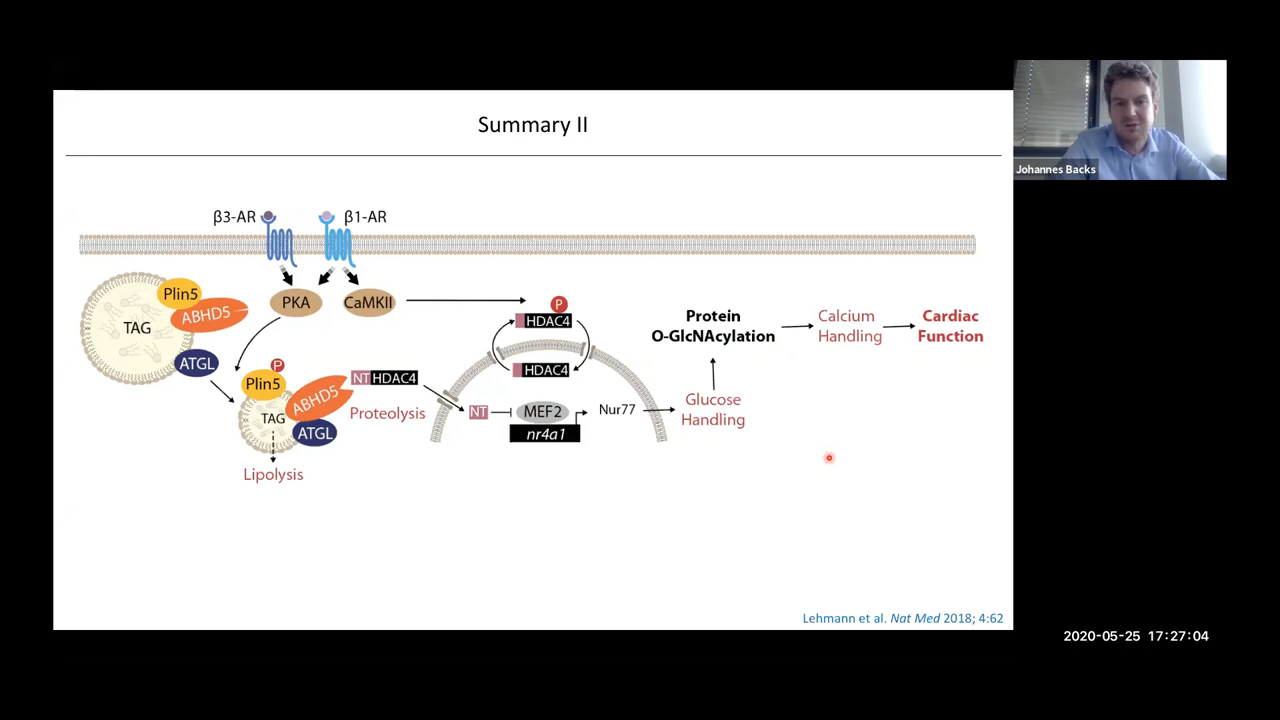 Summary II
Johannes Backs
β3-AR
β1-AR
Plin5
ABHD5
TAG
ATGL
PKA
CaMKII
P
HDAC4
HDAC4
P
Plin5
ABHD5
TAG
ATGL
Lipolysis
NT HDAC4
Proteolysis
NT
MEF2
nr4a1
Nur77
Glucose
Handling
Protein
O-GlcNAcylation
Calcium
Handling
Cardiac
Function
Lehmann et al. Nat Med 2018; 4:62
2020-05-25 17:27:04